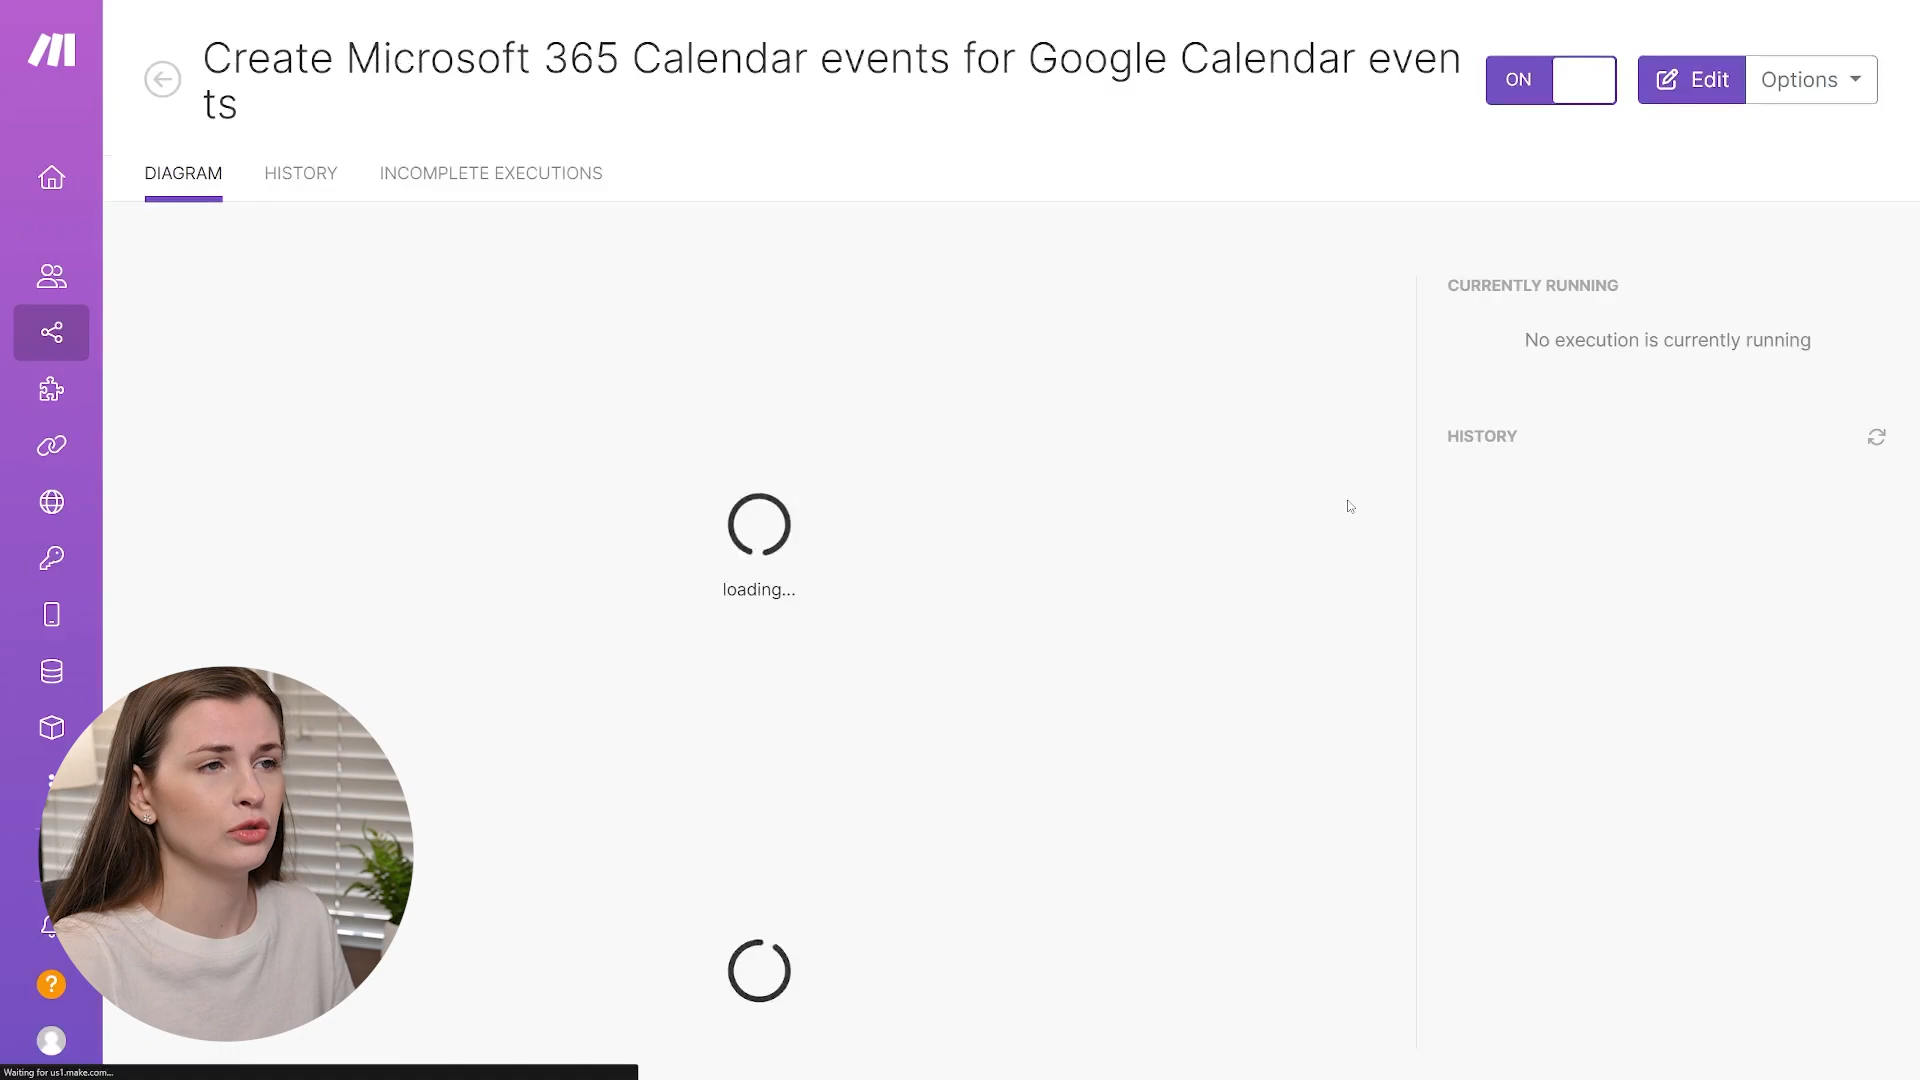 Create Microsoft 365 Calendar events for Google Calendar even
ts
ON
Edit
Options
DIAGRAM
HISTORY
INCOMPLETE EXECUTIONS
CURRENTLY RUNNING
No execution is currently running
HISTORY
loading...
?
Waiting for us1.make.com...